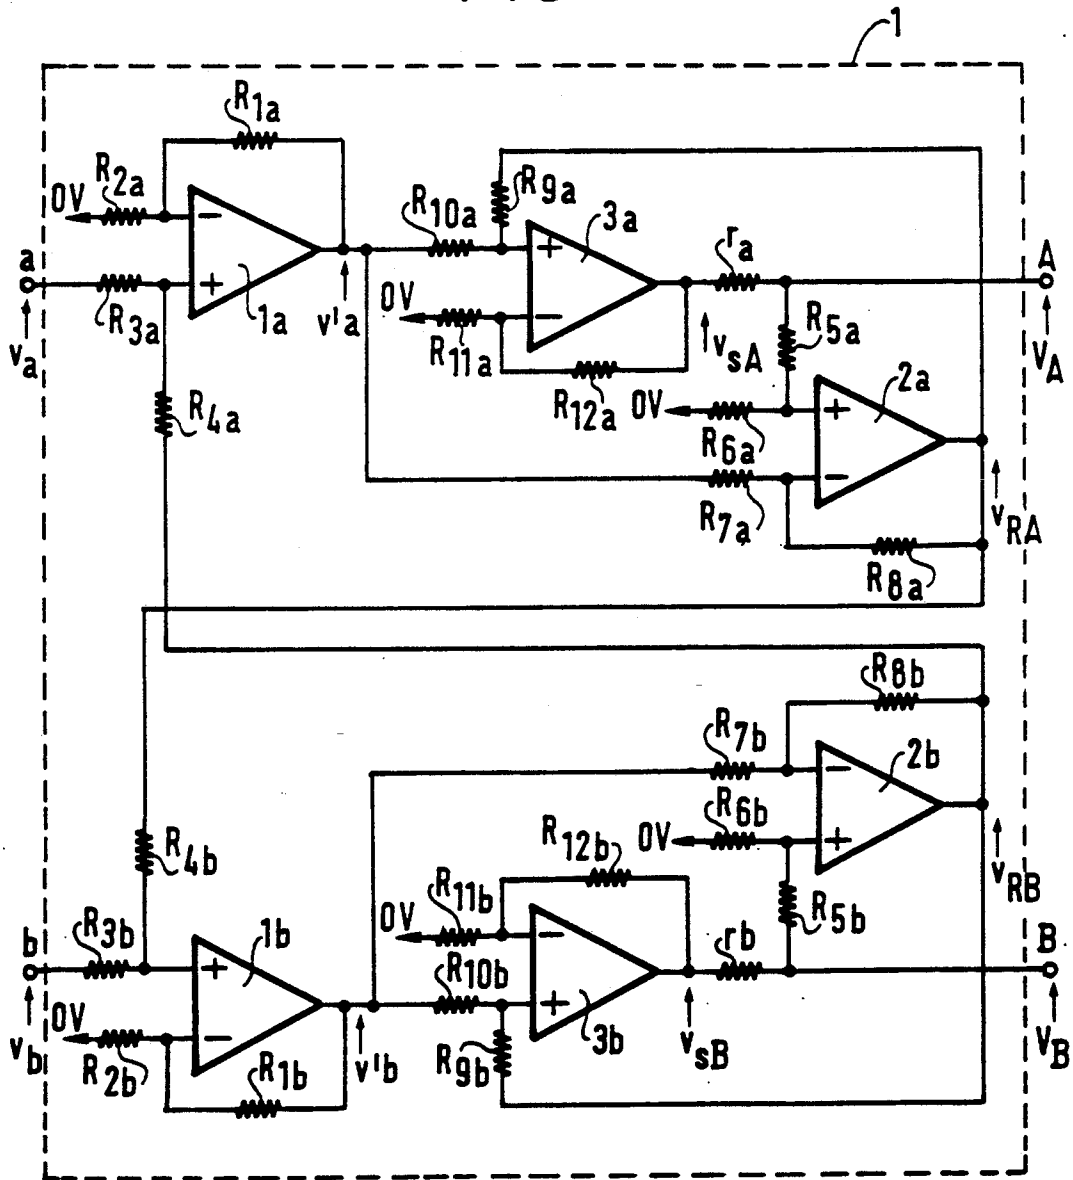 1
R1a
R2a
0V
R10a
R9a
3a
ra
A
a
R3a
1a
v'a
0V
R11a
vsA
R5a
VA
va
R12a
0V
2a
R4a
R6a
R7a
vRA
R8a
R8b
R7b
2b
R6b
0V
R12b
R4b
R11b
vRB
R5b
0V
R3b
1b
rb
B
b
R10b
0V
vb
R2b
R1b
v'b
R9b
3b
vsB
VB